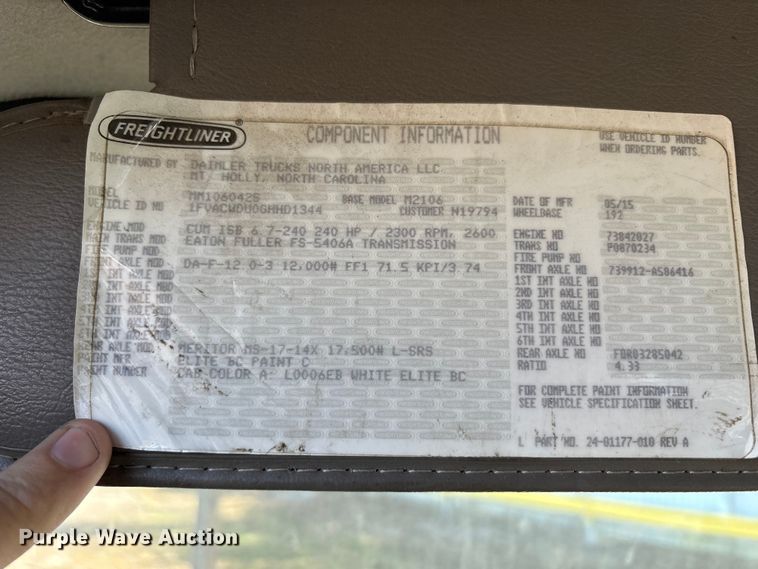 FREIGHTLINER
COMPONENT INFORMATION
USE VEHICLE ID NUMBER
WHEN ORDERING PARTS.
MANUFACTURED BY DAIMLER TRUCKS NORTH AMERICA LLC
MT. HOLLY, NORTH CAROLINA
MODEL MM106042S BASE MODEL M2106
VEHICLE ID NO 1FVACWDU0GHHD1344 CUSTOMER N19794
DATE OF MFR 05/15
WHEELBASE 192
ENGINE MOD CUM ISB 6.7-240 240 HP / 2300 RPM, 2600
MAIN TRANS MOD EATON FULLER FS-5406A TRANSMISSION
FIRE PUMP MOD
FRONT AXLE MOD DA-F-12.0-3 12,000# FF1 71.5 KPI/3.74
1ST INT AXLE MOD
2ND INT AXLE MOD
3RD INT AXLE MOD
4TH INT AXLE MOD
5TH INT AXLE MOD
6TH INT AXLE MOD
REAR AXLE MOD. MERITOR MS-17-14X 17,500# L-SRS
PAINT MFR ELITE BC PAINT C
PAINT NUMBER CAB COLOR A: L0006EB WHITE ELITE BC
ENGINE NO 73842027
TRANS NO P0870234
FIRE PUMP NO
FRONT AXLE NO 739912-AS86416
1ST INT AXLE NO
2ND INT AXLE NO
3RD INT AXLE NO
4TH INT AXLE NO
5TH INT AXLE NO
6TH INT AXLE NO
REAR AXLE NO FDR03285042
RATIO 4.33
FOR COMPLETE PAINT INFORMATION
SEE VEHICLE SPECIFICATION SHEET.
L PART NO. 24-01177-010 REV A
Purple Wave Auction